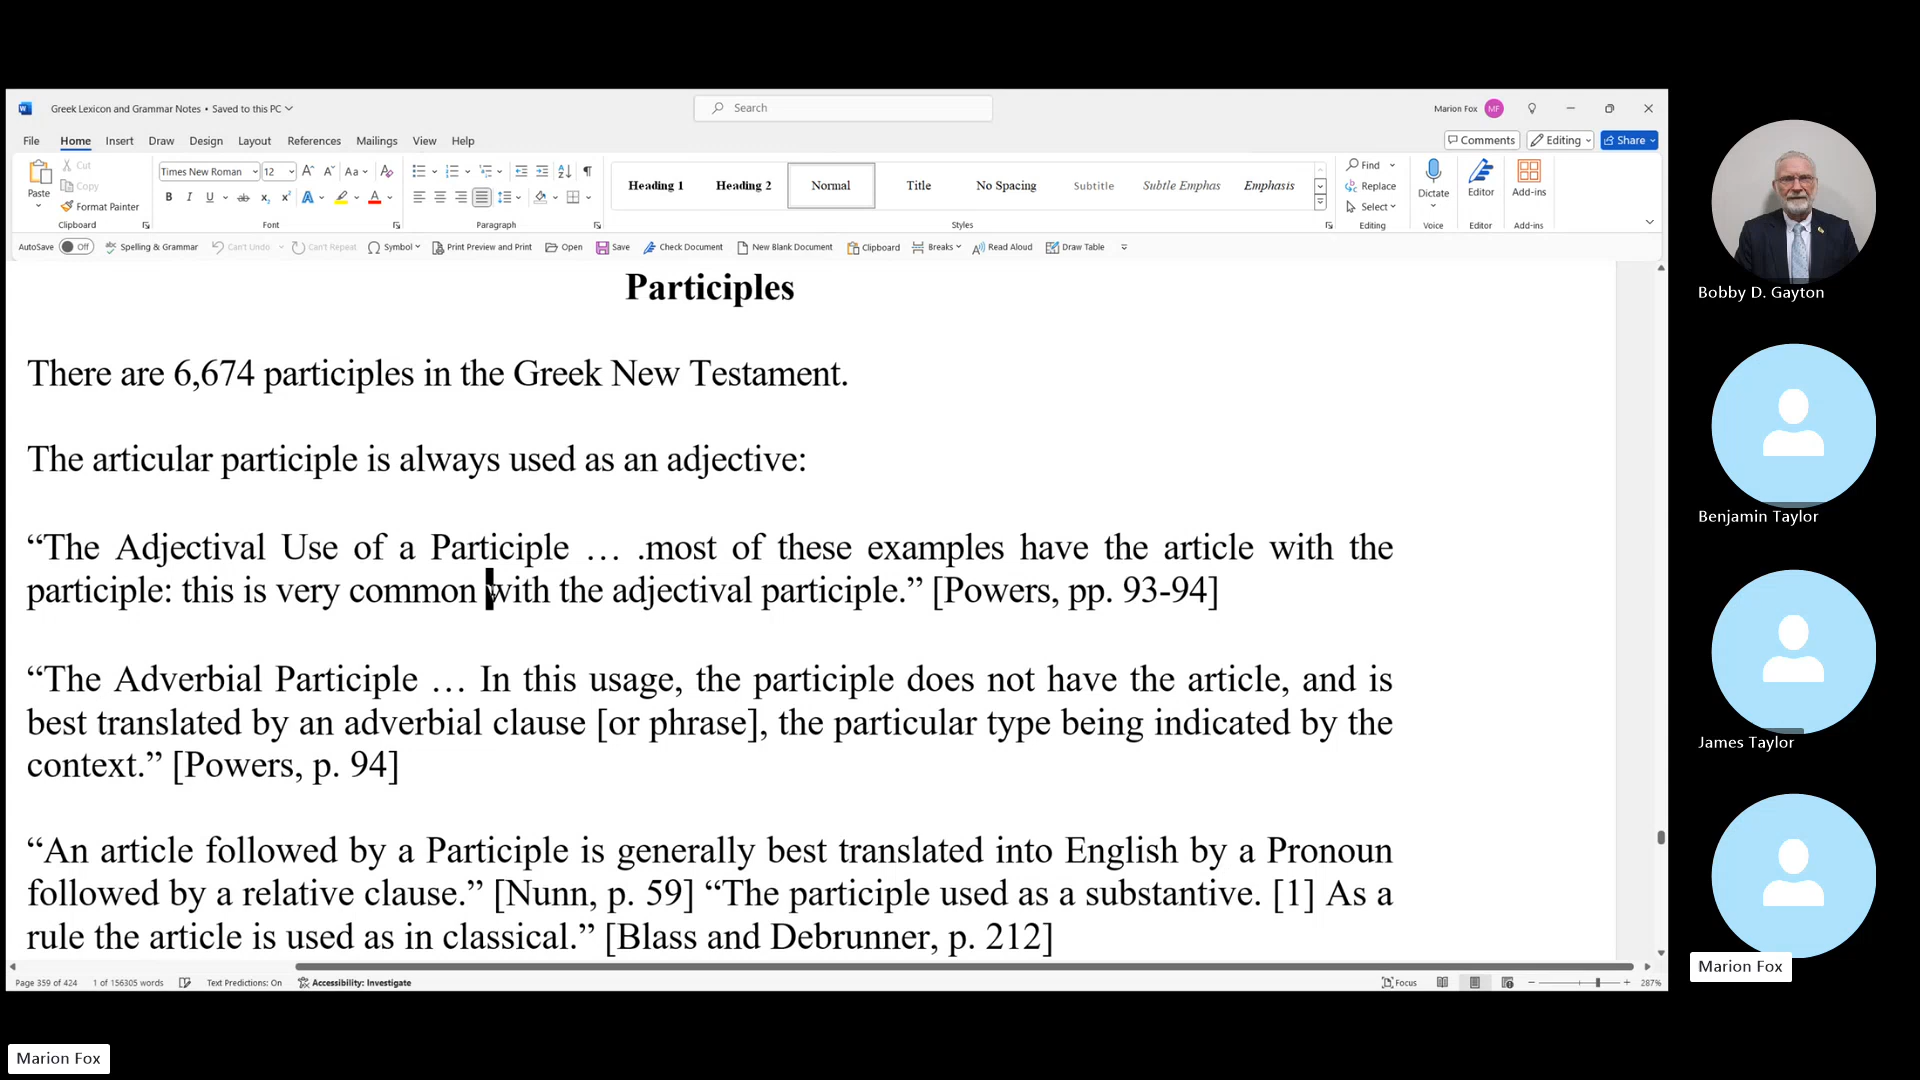 Greek Lexicon and Grammar Notes • Saved to this PC
Search
Marion Fox MF
File Home Insert Draw Design Layout References Mailings View Help
Comments Editing Share
Paste
Cut
Copy
Format Painter
Clipboard
Times New Roman 12
Font
Paragraph
Heading 1 Heading 2 Normal Title No Spacing Subtitle Subtle Emphas Emphasis
Styles
Find
Replace
Select
Editing
Dictate
Voice
Editor
Editor
Add-ins
Add-ins
AutoSave Off Spelling & Grammar Can't Undo Can't Repeat Symbol Print Preview and Print Open Save Check Document New Blank Document Clipboard Breaks Read Aloud Draw Table
Participles
There are 6,674 participles in the Greek New Testament.
The articular participle is always used as an adjective:
“The Adjectival Use of a Participle … .most of these examples have the article with the
participle: this is very common with the adjectival participle.” [Powers, pp. 93-94]
“The Adverbial Participle … In this usage, the participle does not have the article, and is
best translated by an adverbial clause [or phrase], the particular type being indicated by the
context.” [Powers, p. 94]
“An article followed by a Participle is generally best translated into English by a Pronoun
followed by a relative clause.” [Nunn, p. 59] “The participle used as a substantive. [1] As a
rule the article is used as in classical.” [Blass and Debrunner, p. 212]
Page 359 of 424 1 of 156305 words Text Predictions: On Accessibility: Investigate Focus 287%
Bobby D. Gayton
Benjamin Taylor
James Taylor
Marion Fox
Marion Fox